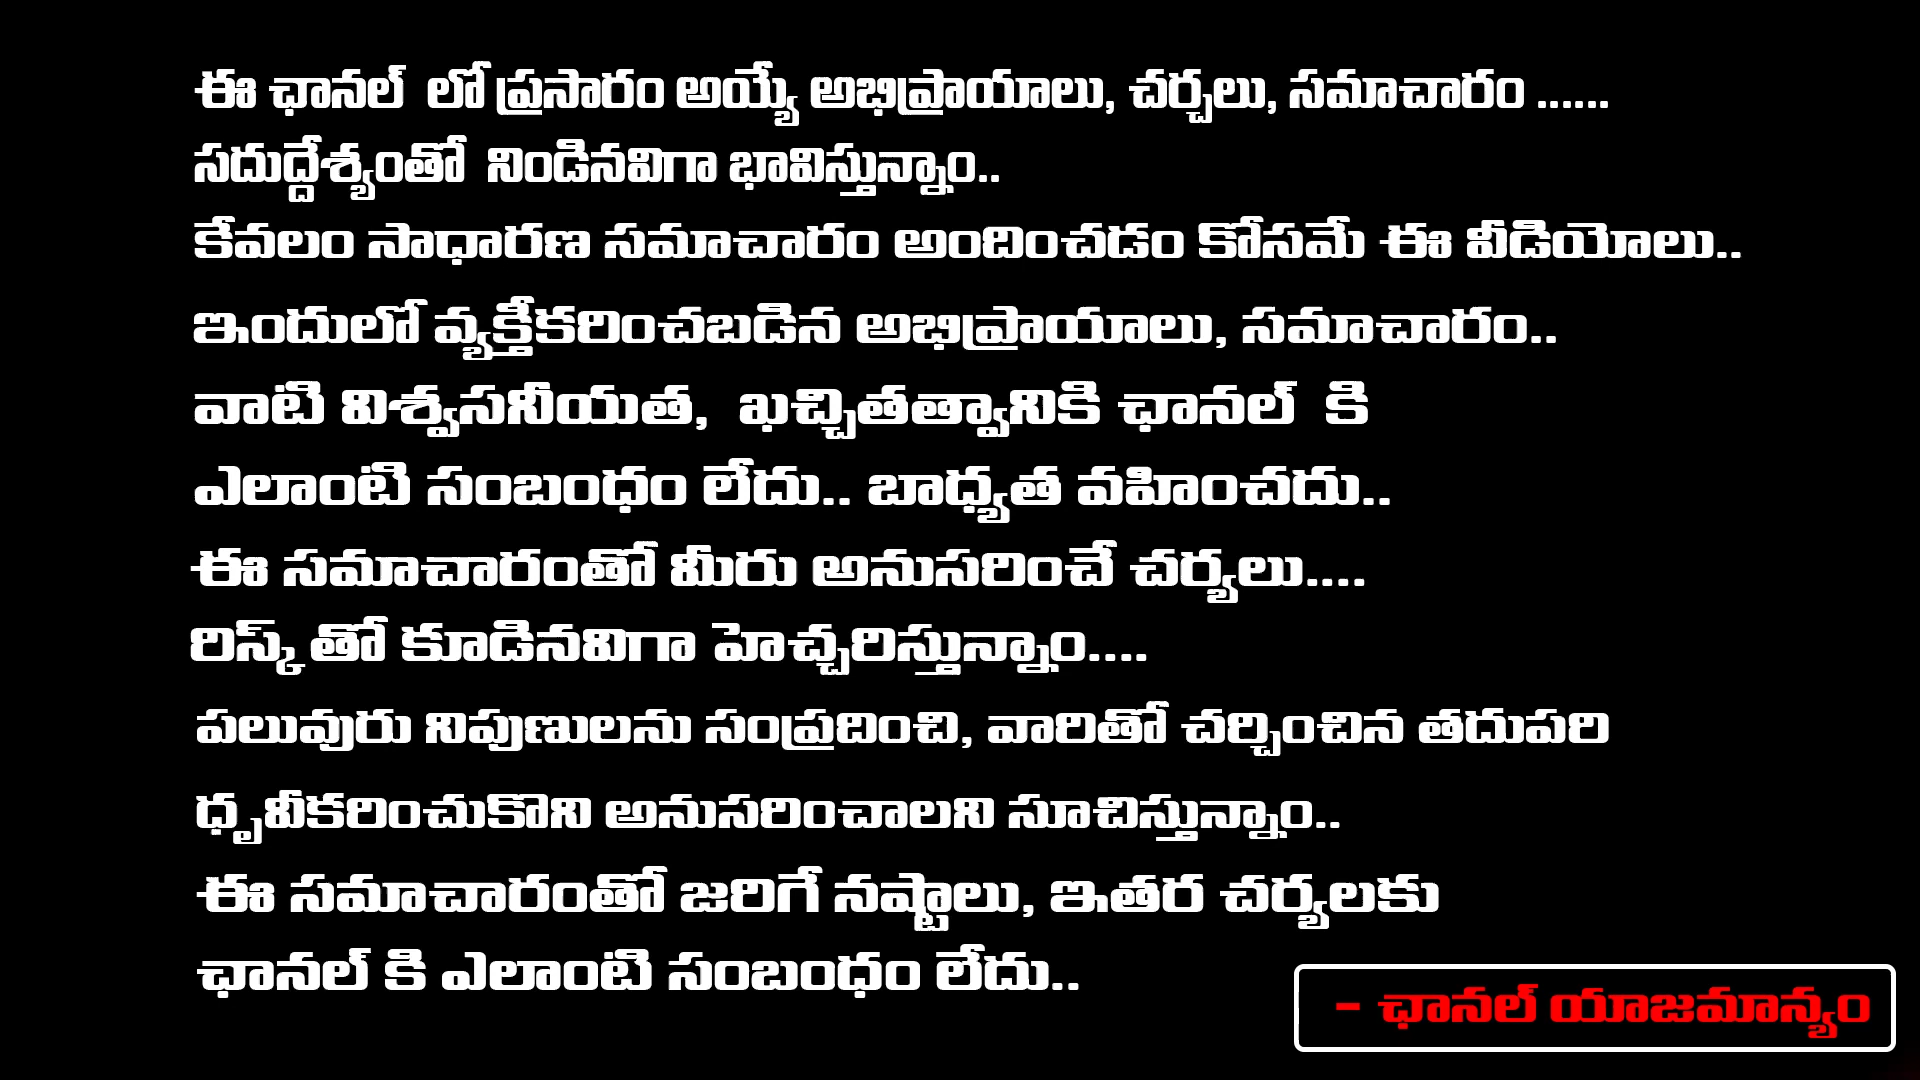 ఈ ఛానల్ లో ప్రసారం అయ్యే అభిప్రాయాలు, చర్చలు, సమాచారం ......
సదుద్దేశ్యంతో నిండినవిగా భావిస్తున్నాం..
కేవలం సాధారణ సమాచారం అందించడం కోసమే ఈ వీడియోలు..
ఇందులో వ్యక్తీకరించబడిన అభిప్రాయాలు, సమాచారం..
వాటి విశ్వసనీయత, ఖచ్చితత్వానికి ఛానల్ కి
ఎలాంటి సంబంధం లేదు.. బాధ్యత వహించదు..
ఈ సమాచారంతో మీరు అనుసరించే చర్యలు....
రిస్క్ తో కూడినవిగా హెచ్చరిస్తున్నాం....
పలువురు నిపుణులను సంప్రదించి, వారితో చర్చించిన తదుపరి
ధృవీకరించుకొని అనుసరించాలని సూచిస్తున్నాం..
ఈ సమాచారంతో జరిగే నష్టాలు, ఇతర చర్యలకు
ఛానల్ కి ఎలాంటి సంబంధం లేదు..
- ఛానల్ యాజమాన్యం